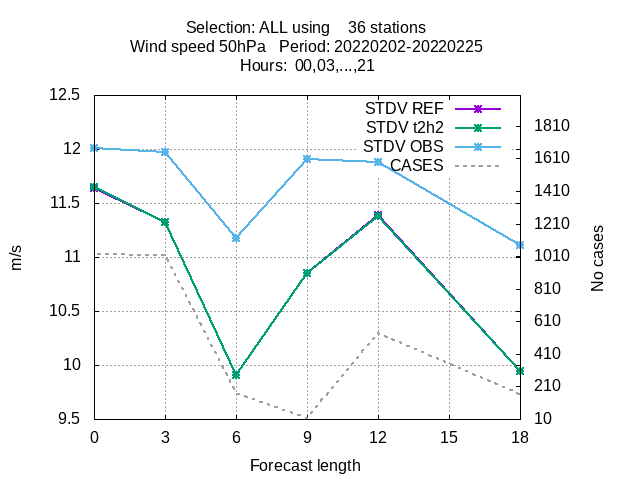 Selection: ALL using    36 stations
Wind speed 50hPa   Period: 20220202-20220225
Hours:  00,03,...,21
STDV REF
STDV t2h2
STDV OBS
CASES
12.5
12
11.5
11
10.5
10
9.5
m/s
1810
1610
1410
1210
1010
810
610
410
210
10
No cases
0 3 6 9 12 15 18
Forecast length